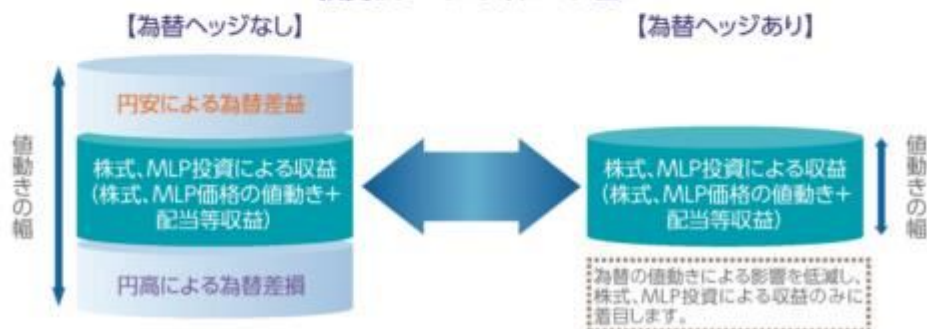 【為替ヘッジなし】
【為替ヘッジあり】
値動きの幅
円安による為替差益
株式、MLP投資による収益
(株式、MLP価格の値動き+
配当等収益)
円高による為替差損
株式、MLP投資による収益
(株式、MLP価格の値動き+
配当等収益)
値動きの幅
為替の値動きによる影響を低減し、
株式、MLP投資による収益のみに
着目します。